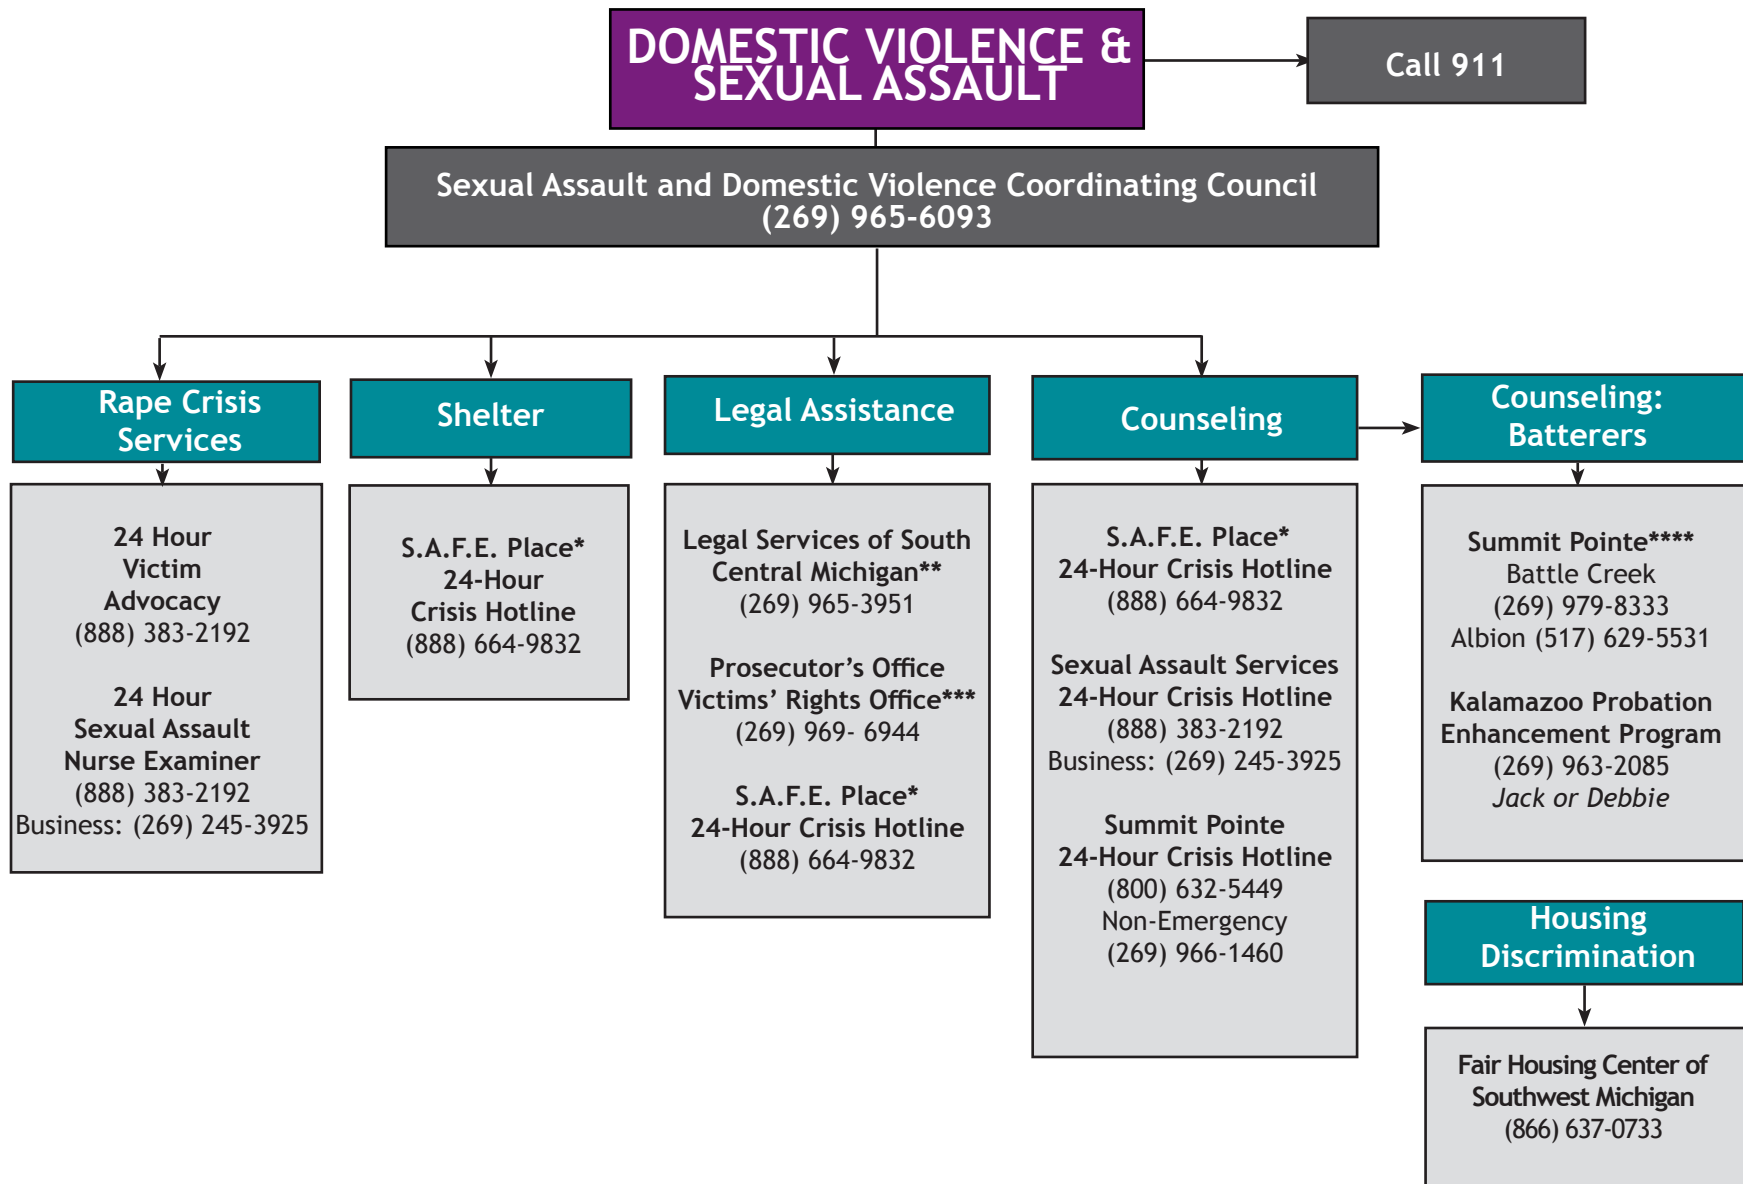 DOMESTIC VIOLENCE &
SEXUAL ASSAULT
Call 911
Sexual Assault and Domestic Violence Coordinating Council
(269) 965-6093
Rape Crisis
Services
24 Hour
Victim
Advocacy
(888) 383-2192
24 Hour
Sexual Assault
Nurse Examiner
(888) 383-2192
Business: (269) 245-3925
Shelter
S.A.F.E. Place*
24-Hour
Crisis Hotline
(888) 664-9832
Legal Assistance
Legal Services of South
Central Michigan**
(269) 965-3951
Prosecutor’s Office
Victims’ Rights Office***
(269) 969- 6944
S.A.F.E. Place*
24-Hour Crisis Hotline
(888) 664-9832
Counseling
S.A.F.E. Place*
24-Hour Crisis Hotline
(888) 664-9832
Sexual Assault Services
24-Hour Crisis Hotline
(888) 383-2192
Business: (269) 245-3925
Summit Pointe
24-Hour Crisis Hotline
(800) 632-5449
Non-Emergency
(269) 966-1460
Counseling:
Batterers
Summit Pointe****
Battle Creek
(269) 979-8333
Albion (517) 629-5531
Kalamazoo Probation
Enhancement Program
(269) 963-2085
Jack or Debbie
Housing
Discrimination
Fair Housing Center of
Southwest Michigan
(866) 637-0733